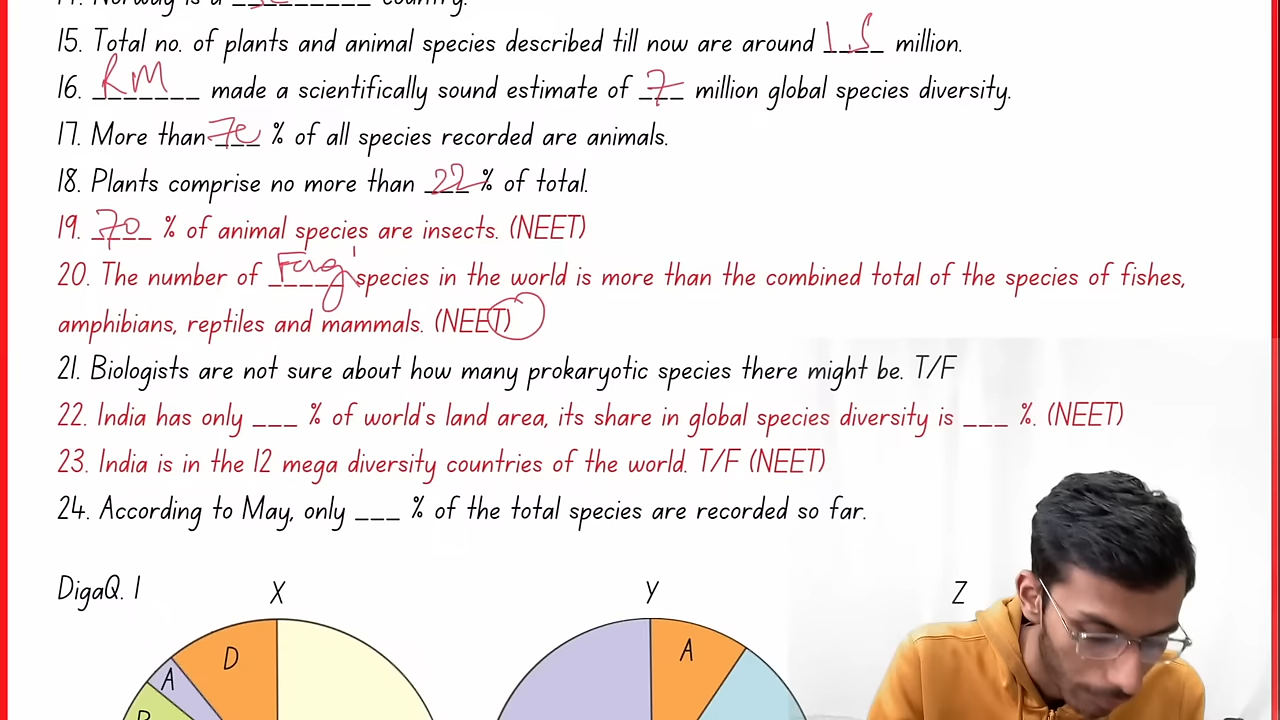 14. Norway is a _________ country.
15. Total no. of plants and animal species described till now are around 1.5 million.
16. RM made a scientifically sound estimate of 7 million global species diversity.
17. More than 70 % of all species recorded are animals.
18. Plants comprise no more than 22 % of total.
19. 70 % of animal species are insects. (NEET)
20. The number of Fungi species in the world is more than the combined total of the species of fishes,
amphibians, reptiles and mammals. (NEET)
21. Biologists are not sure about how many prokaryotic species there might be. T/F
22. India has only ___ % of world's land area, its share in global species diversity is ___ %. (NEET)
23. India is in the 12 mega diversity countries of the world. T/F (NEET)
24. According to May, only ___ % of the total species are recorded so far.
DigaQ. 1 X Y Z
D A
A
B